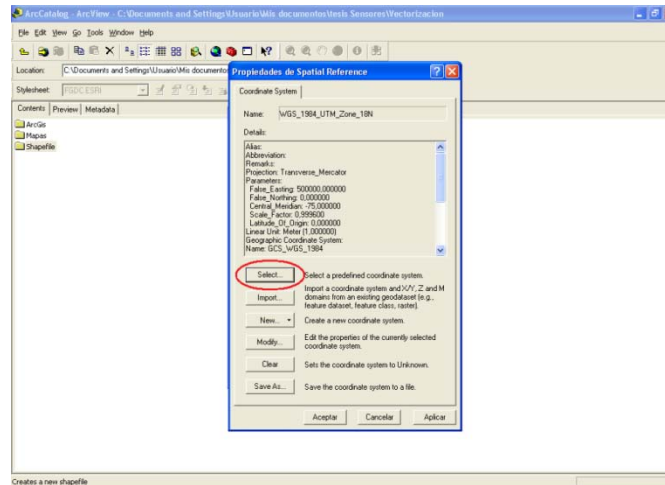 ArcCatalog - ArcView - C:\Documents and Settings\Usuario\Mis documentos\tesis Sensores\Vectorizacion
File Edit View Go Tools Window Help
Location: C:\Documents and Settings\Usuario\Mis documentos
Stylesheet: FGDC ESRI
Contents Preview Metadata
ArcGis
Mapas
Shapefile
Propiedades de Spatial Reference
Coordinate System
Name: WGS_1984_UTM_Zone_18N
Details:
Alias:
Abbreviation:
Remarks:
Projection: Transverse_Mercator
Parameters:
False_Easting: 500000,000000
False_Northing: 0,000000
Central_Meridian: -75,000000
Scale_Factor: 0,999600
Latitude_Of_Origin: 0,000000
Linear Unit: Meter (1,000000)
Geographic Coordinate System:
Name: GCS_WGS_1984
Select... Select a predefined coordinate system.
Import... Import a coordinate system and X/Y, Z and M
domains from an existing geodataset (e.g.,
feature dataset, feature class, raster).
New... Create a new coordinate system.
Modify... Edit the properties of the currently selected
coordinate system.
Clear Sets the coordinate system to Unknown.
Save As... Save the coordinate system to a file.
Aceptar Cancelar Aplicar
Creates a new shapefile